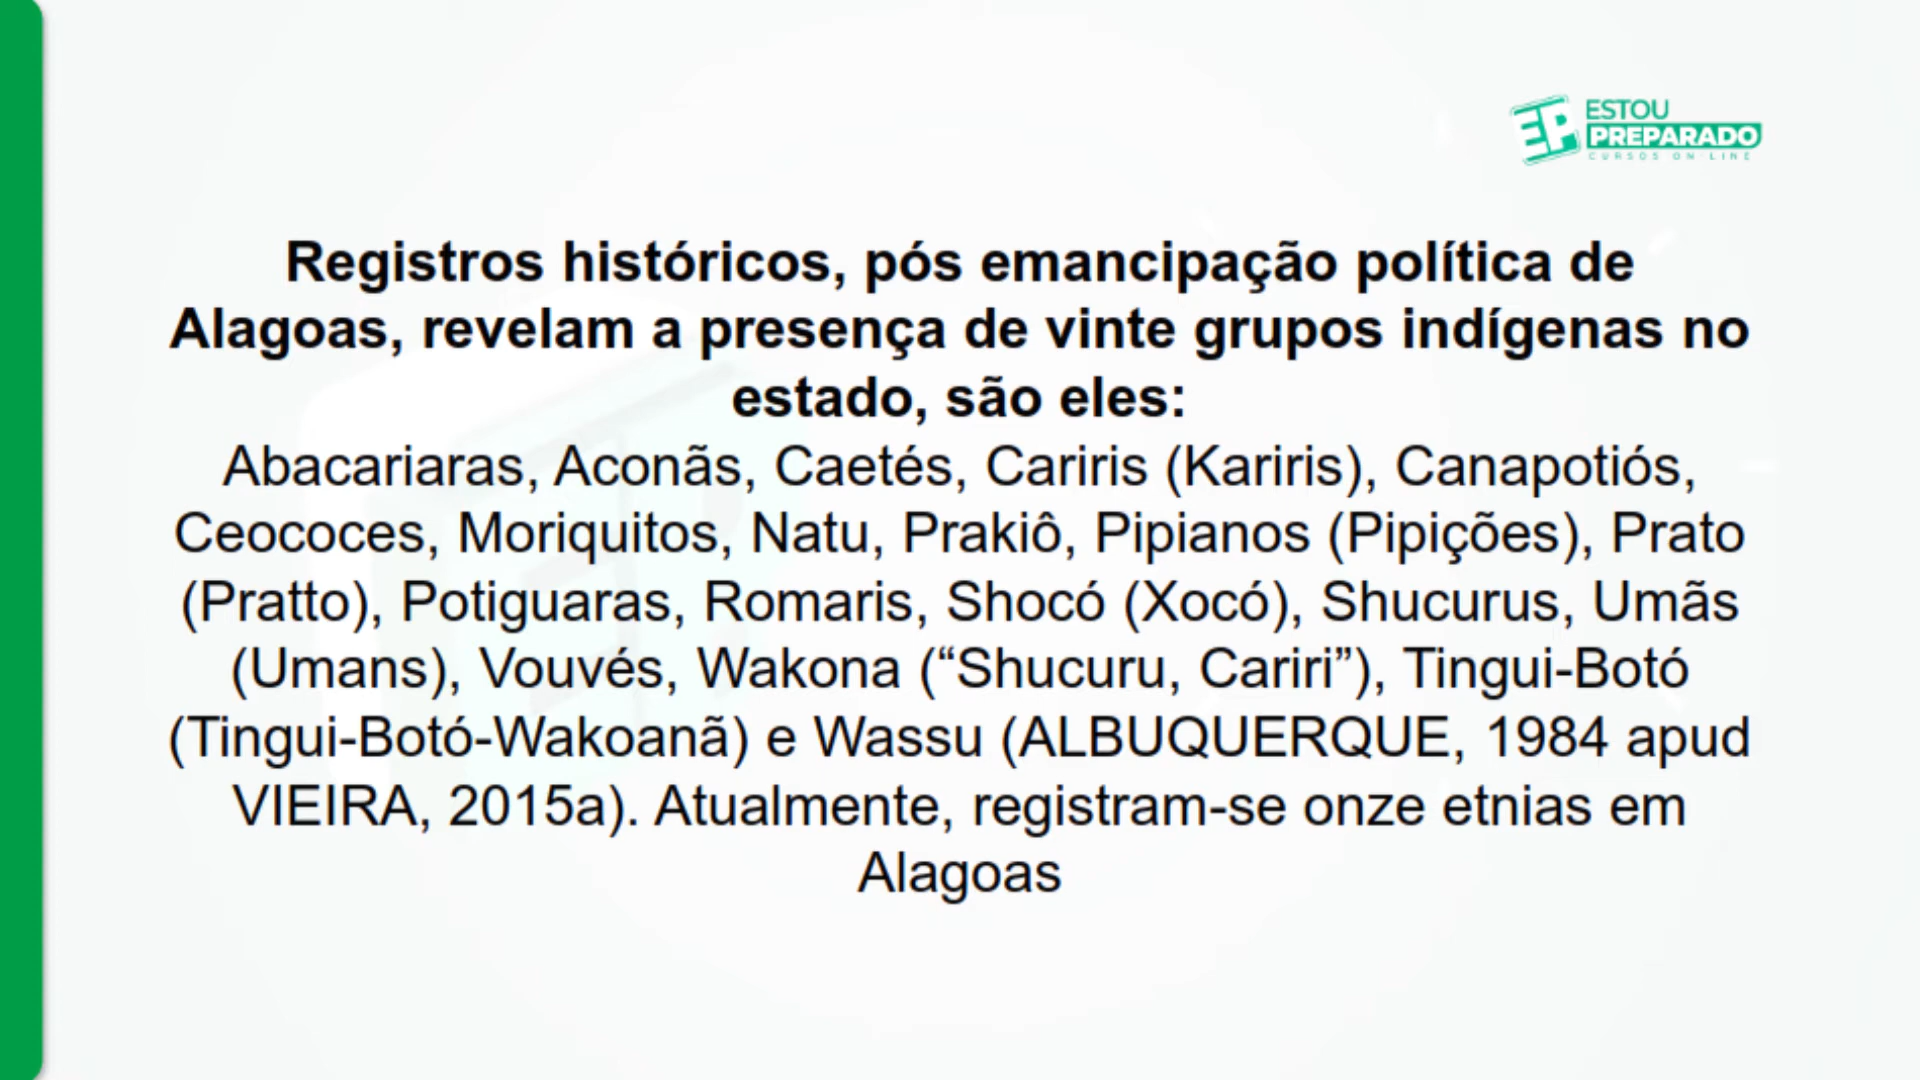 ESTOU
EP PREPARADO
CURSOS ON-LINE
Registros históricos, pós emancipação política de
Alagoas, revelam a presença de vinte grupos indígenas no
estado, são eles:
Abacariaras, Aconãs, Caetés, Cariris (Kariris), Canapotiós,
Ceococes, Moriquitos, Natu, Prakiô, Pipianos (Pipições), Prato
(Pratto), Potiguaras, Romaris, Shocó (Xocó), Shucurus, Umãs
(Umans), Vouvés, Wakona (“Shucuru, Cariri”), Tingui-Botó
(Tingui-Botó-Wakoanã) e Wassu (ALBUQUERQUE, 1984 apud
VIEIRA, 2015a). Atualmente, registram-se onze etnias em
Alagoas